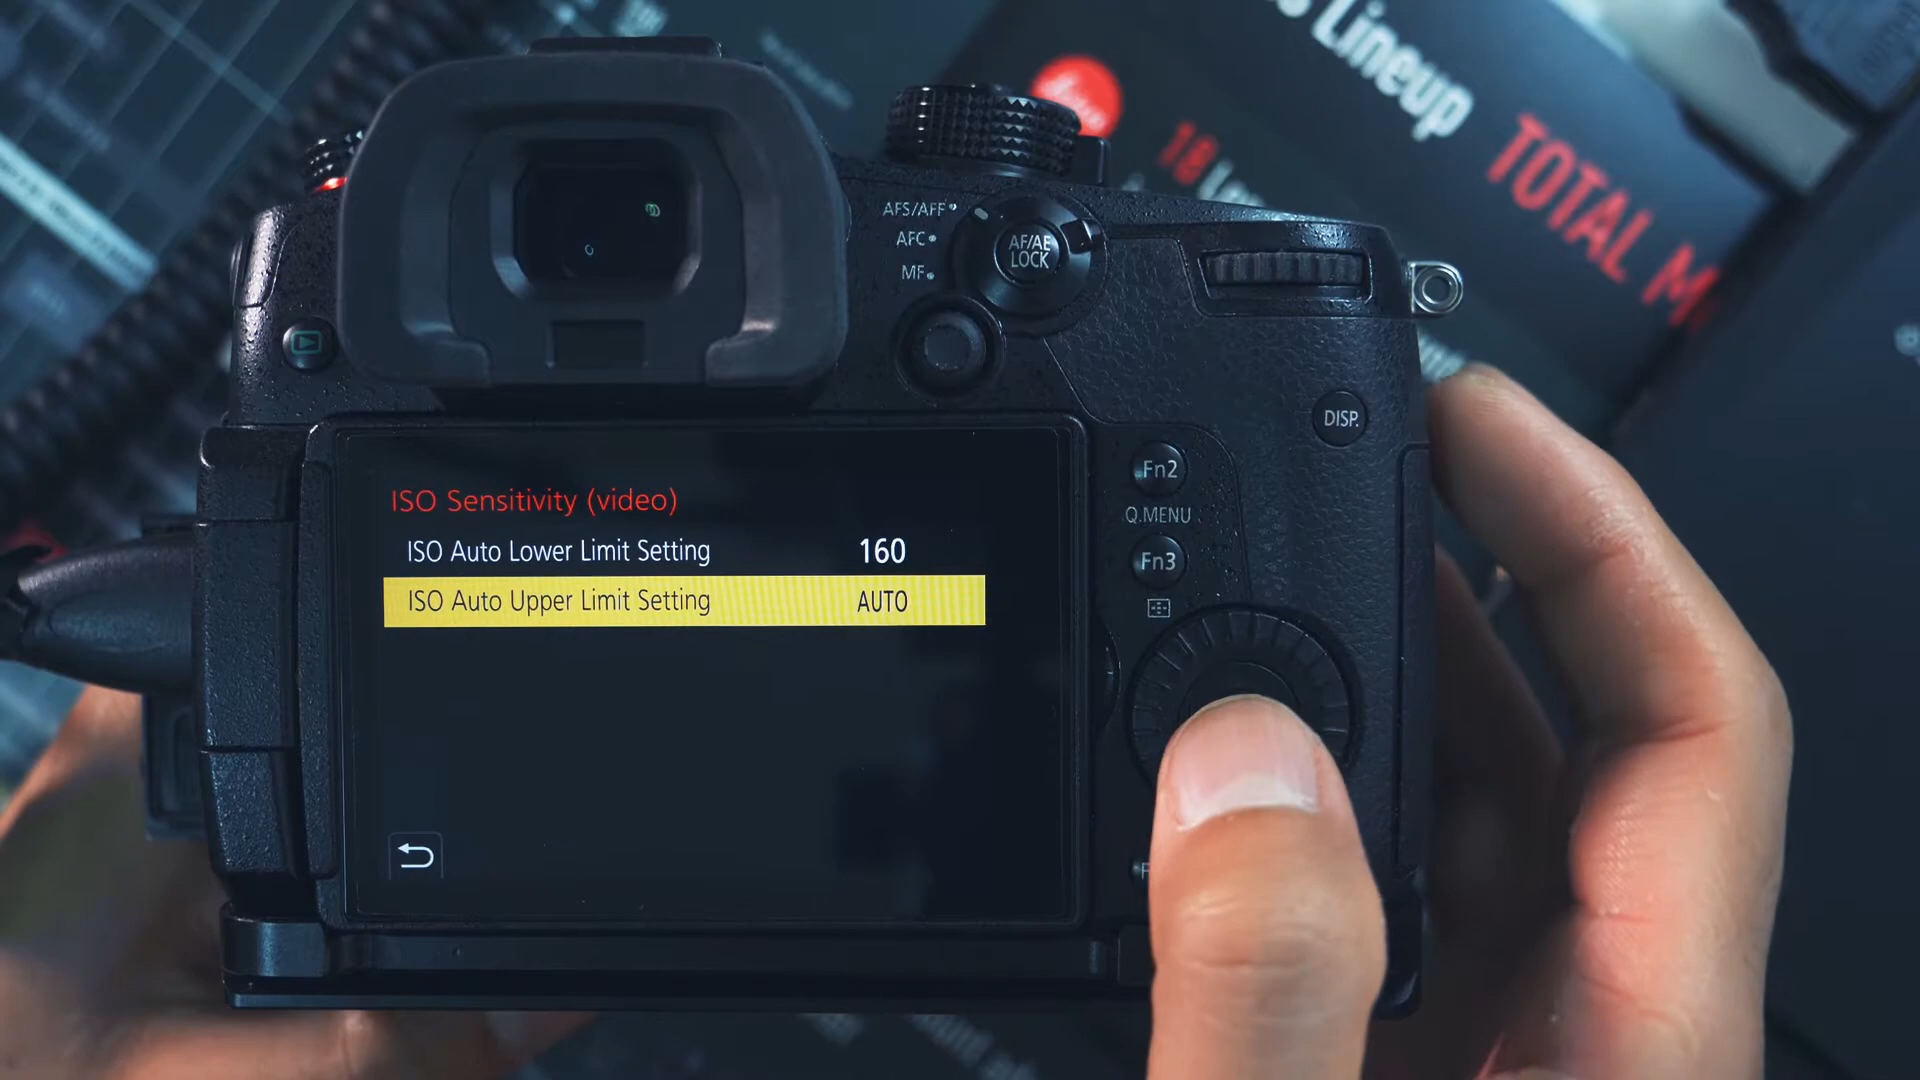 Lineup
TOTAL
18
AFS/AFF
AFC
MF
AF/AE
LOCK
DISP.
Fn2
Q.MENU
Fn3
ISO Sensitivity (video)
ISO Auto Lower Limit Setting 160
ISO Auto Upper Limit Setting AUTO